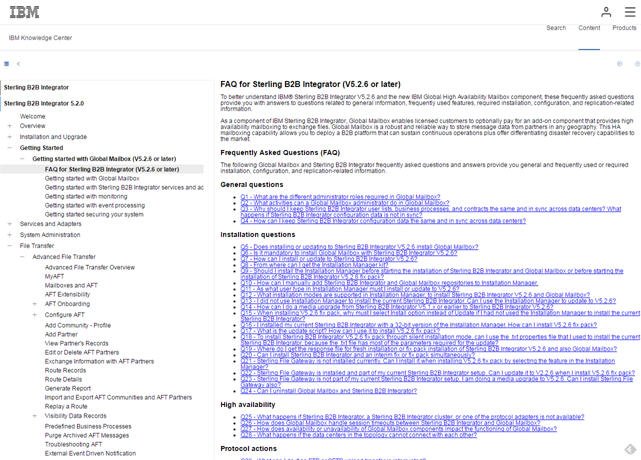 IBM
Search
Content
Products
IBM Knowledge Center
Sterling B2B Integrator
Sterling B2B Integrator 5.2.0
Welcome
Overview
Installation and Upgrade
Getting Started
Getting started with Global Mailbox (V5.2.6 or later)
FAQ for Sterling B2B Integrator (V5.2.6 or later)
Getting started with Global Mailbox
Getting started with Sterling B2B Integrator services and ac
Getting started with monitoring
Getting started with event processing
Getting started securing your system
Services and Adapters
System Administration
File Transfer
Advanced File Transfer
Advanced File Transfer Overview
MyAFT
Mailboxes and AFT
AFT Extensibility
AFT Onboarding
Configure AFT
Add Community - Profile
Add Partner
View Partner's Records
Edit or Delete AFT Partners
Exchange Information with AFT Partners
Route Records
Route Details
Generate Report
Import and Export AFT Communities and AFT Partners
Replay a Route
Visibility Data Records
Predefined Business Processes
Purge Archived AFT Messages
Troubleshooting AFT
External Event Driven Notification
FAQ for Sterling B2B Integrator (V5.2.6 or later)
To better understand IBM® Sterling B2B Integrator V5.2.6 and the new IBM Global High Availability Mailbox component, these frequently asked questions
provide you with answers to questions related to general information, frequently used features, required installation, configuration, and replication-related
information.
As a component of IBM Sterling B2B Integrator, Global Mailbox enables licensed customers to optionally pay for an add-on component that provides high
availability mailboxing to exchange files. Global Mailbox is a robust and reliable way to store message data from partners in any geography. This HA
mailboxing capability allows you to deploy a B2B platform that can sustain continuous operations plus offer differentiating disaster recovery capabilities to
the market.
Frequently Asked Questions (FAQ)
The following Global Mailbox and Sterling B2B Integrator frequently asked questions and answers provide you general and frequently used or required
installation, configuration, and replication-related information.
General questions
Q1 - What are the different administrator roles required in Global Mailbox?
Q2 - What activities can a Global Mailbox administrator do in Global Mailbox?
Q3 - Why should I keep Sterling B2B Integrator user lists, business processes, and contracts the same and in sync across data centers? What
happens if Sterling B2B Integrator configuration data is not in sync?
Q4 - How can I keep Sterling B2B Integrator configuration data the same and in sync across data centers?
Installation questions
Q5 - Does installing or updating to Sterling B2B Integrator V5.2.6 install Global Mailbox?
Q6 - Is it mandatory to install Global Mailbox with Sterling B2B Integrator V5.2.6?
Q7 - How can I install or update to Sterling B2B Integrator V5.2.6?
Q8 - From where can I get the Installation Manager kit?
Q9 - Should I install the Installation Manager before starting the installation of Sterling B2B Integrator and Global Mailbox or before starting the
installation of Sterling B2B Integrator V5.2.6 fix pack?
Q10 - How can I manually add Sterling B2B Integrator and Global Mailbox repositories to Installation Manager.
Q11 - As what user type in Installation Manager must I install or update to V5.2.6?
Q12 - What installation modes are supported in Installation Manager, to install Sterling B2B Integrator V5.2.6 and Global Mailbox?
Q13 - I did not use Installation Manager to install the current Sterling B2B Integrator. Can I use the Installation Manager to update to V5.2.6?
Q14 - How can I do a media upgrade from Sterling B2B Integrator V5.1.x or earlier to Sterling B2B Integrator V5.2.6?
Q15 - When installing V5.2.6 fix pack, why must I select Install option instead of Update if I had not used the Installation Manager to install the current
Sterling B2B Integrator?
Q16 - I installed my current Sterling B2B Integrator with a 32-bit version of the Installation Manager. How can I install V5.2.6 fix pack?
Q17 - What is the update script? How can I use it to install V5.2.6 fix pack?
Q18 - To install Sterling B2B Integrator V5.2.6 fix pack through silent installation mode, can I use the .txt properties file that I used to install the current
Sterling B2B Integrator, because the .txt file has most of the parameters required for the update?
Q19 - Where do I get the response file for fresh installation or fix pack installation of Sterling B2B Integrator V5.2.6 and also Global Mailbox?
Q20 - Can I install Sterling B2B Integrator and an interim fix or fix pack simultaneously?
Q21 - Sterling File Gateway is not installed currently. Can I install it when installing V5.2.6 fix pack by selecting the feature in the Installation
Manager?
Q22 - Sterling File Gateway is installed and part of my current Sterling B2B Integrator setup. Can I update it to V2.2.6 when I install V5.2.6 fix pack?
Q23 - Sterling File Gateway is not part of my current Sterling B2B Integrator setup. I am doing a media upgrade to V5.2.6. Can I install Sterling File
Gateway also?
Q24 - Can I uninstall Global Mailbox and Sterling B2B Integrator?
High availability
Q25 - What happens if Sterling B2B Integrator, a Sterling B2B Integrator cluster, or one of the protocol adapters is not available?
Q26 - How does Global Mailbox handle session timeouts between Sterling B2B Integrator and Global Mailbox?
Q27 - How does availability or unavailability of Global Mailbox components impact the functioning of Global Mailbox?
Q28 - What happens if the data centers in the topology cannot connect with each other?
Protocol actions